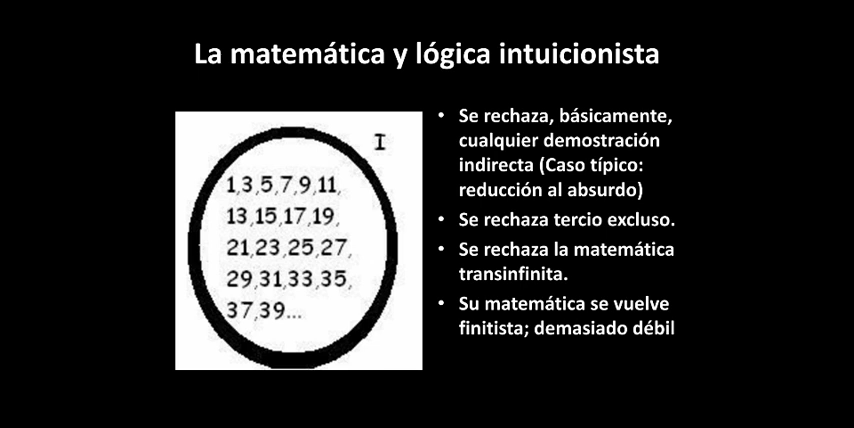 La matemática y lógica intuicionista
I
1,3,5,7,9,11,
13,15,17,19,
21,23,25,27,
29,31,33,35,
37,39...
• Se rechaza, básicamente,
cualquier demostración
indirecta (Caso típico:
reducción al absurdo)
• Se rechaza tercio excluso.
• Se rechaza la matemática
transinfinita.
• Su matemática se vuelve
finitista; demasiado débil